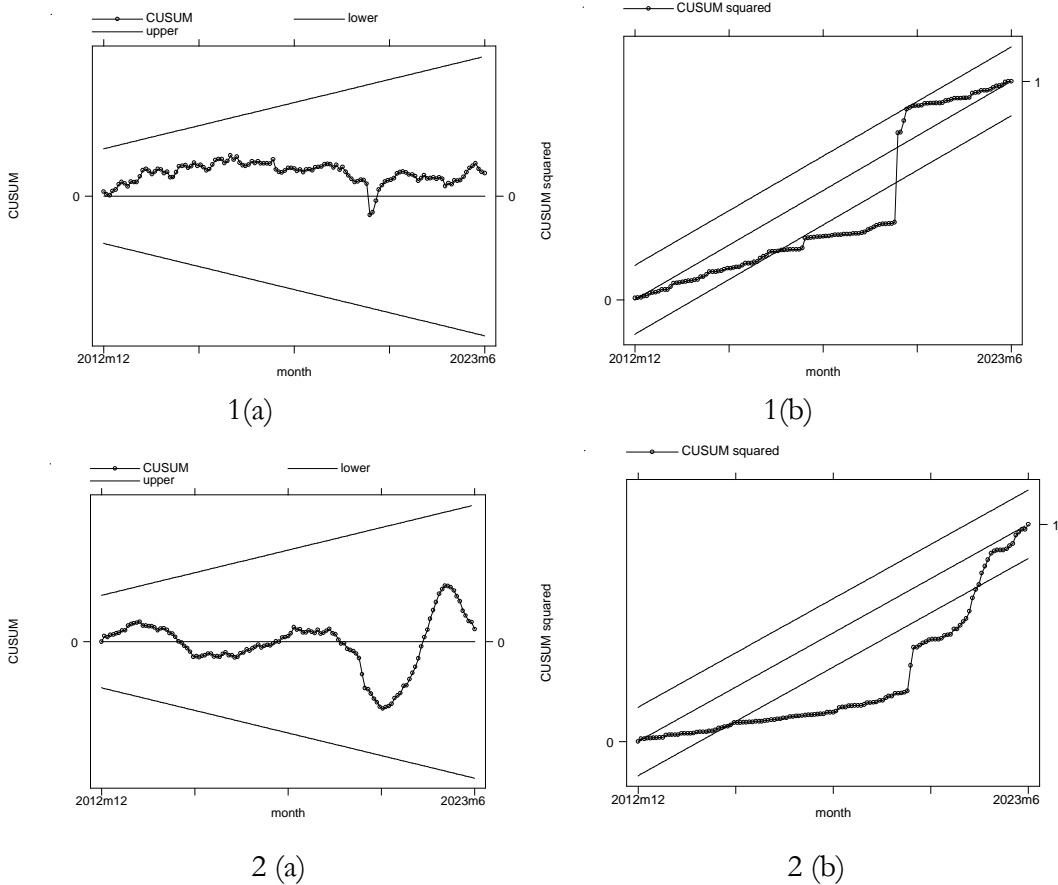 CUSUM lower
upper
CUSUM
0
0
2012m12 2023m6
month
1(a)
CUSUM squared
CUSUM squared
1
0
2012m12 2023m6
month
1(b)
CUSUM lower
upper
CUSUM
0
0
2012m12 2023m6
month
2 (a)
CUSUM squared
CUSUM squared
1
0
2012m12 2023m6
month
2 (b)